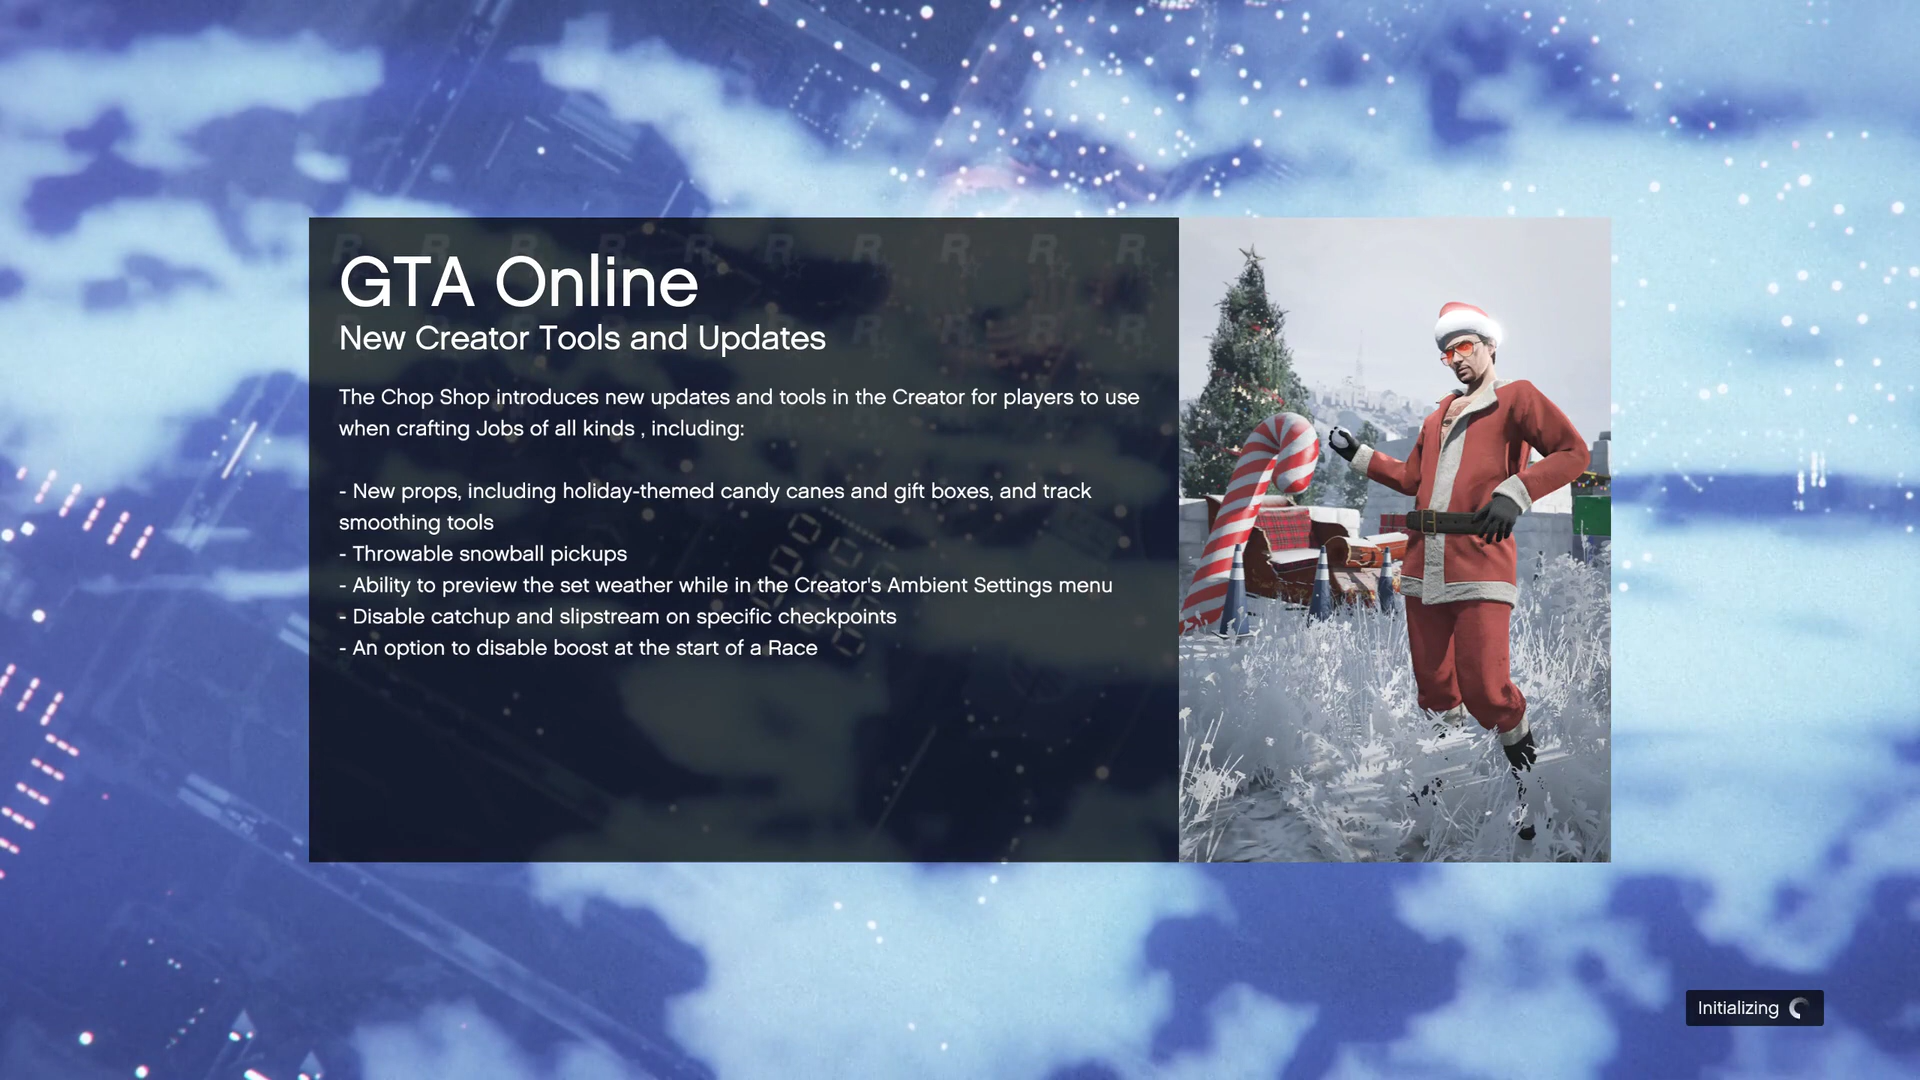 GTA Online
New Creator Tools and Updates
The Chop Shop introduces new updates and tools in the Creator for players to use
when crafting Jobs of all kinds , including:
- New props, including holiday-themed candy canes and gift boxes, and track
smoothing tools
- Throwable snowball pickups
- Ability to preview the set weather while in the Creator's Ambient Settings menu
- Disable catchup and slipstream on specific checkpoints
- An option to disable boost at the start of a Race
Initializing